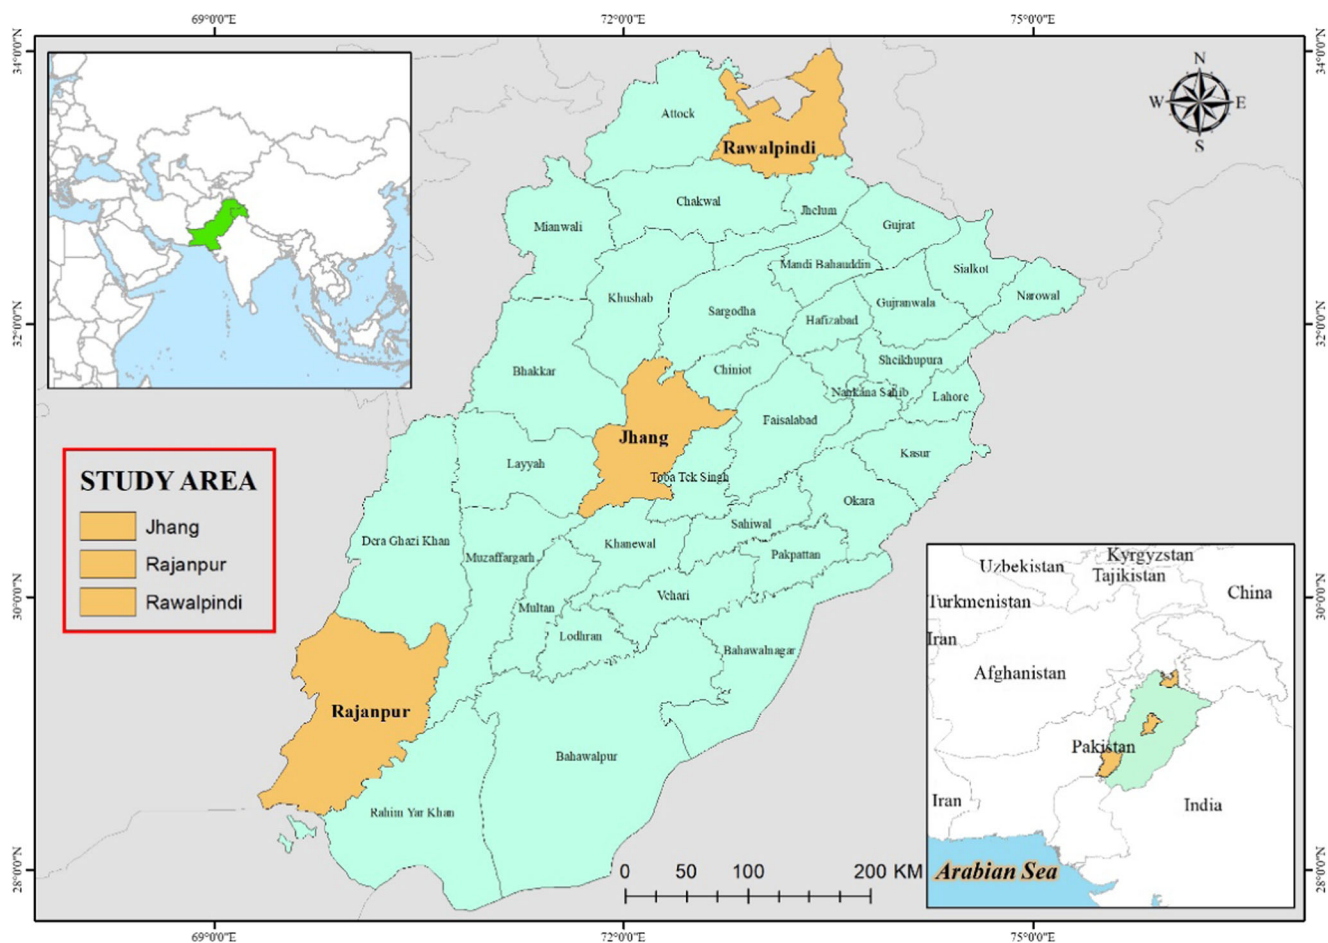 69°0'0"E
72°0'0"E
75°0'0"E
34°0'0"N
34°0'0"N
N
W
E
S
Attock
Rawalpindi
Chakwal
Jhelum
Mianwali
Gujrat
Mandi Bahauddin
Sialkot
Narowal
Khushab
Sargodha
Gujranwala
Hafizabad
32°0'0"N
32°0'0"N
Bhakkar
Chiniot
Sheikhupura
Nankana Sahib
Lahore
Faisalabad
Jhang
Kasur
Layyah
Toba Tek Singh
Okara
STUDY AREA
Jhang
Rajanpur
Rawalpindi
Dera Ghazi Khan
Muzaffargarh
Khanewal
Sahiwal
Pakpattan
30°0'0"N
30°0'0"N
Vehari
Multan
Lodhran
Bahawalnagar
Rajanpur
Bahawalpur
Rahim Yar Khan
Kyrgyzstan
Uzbekistan
Tajikistan
China
Turkmenistan
Iran
Afghanistan
Pakistan
Iran
India
Arabian Sea
0 50 100 200 KM
28°0'0"N
28°0'0"N
69°0'0"E
72°0'0"E
75°0'0"E